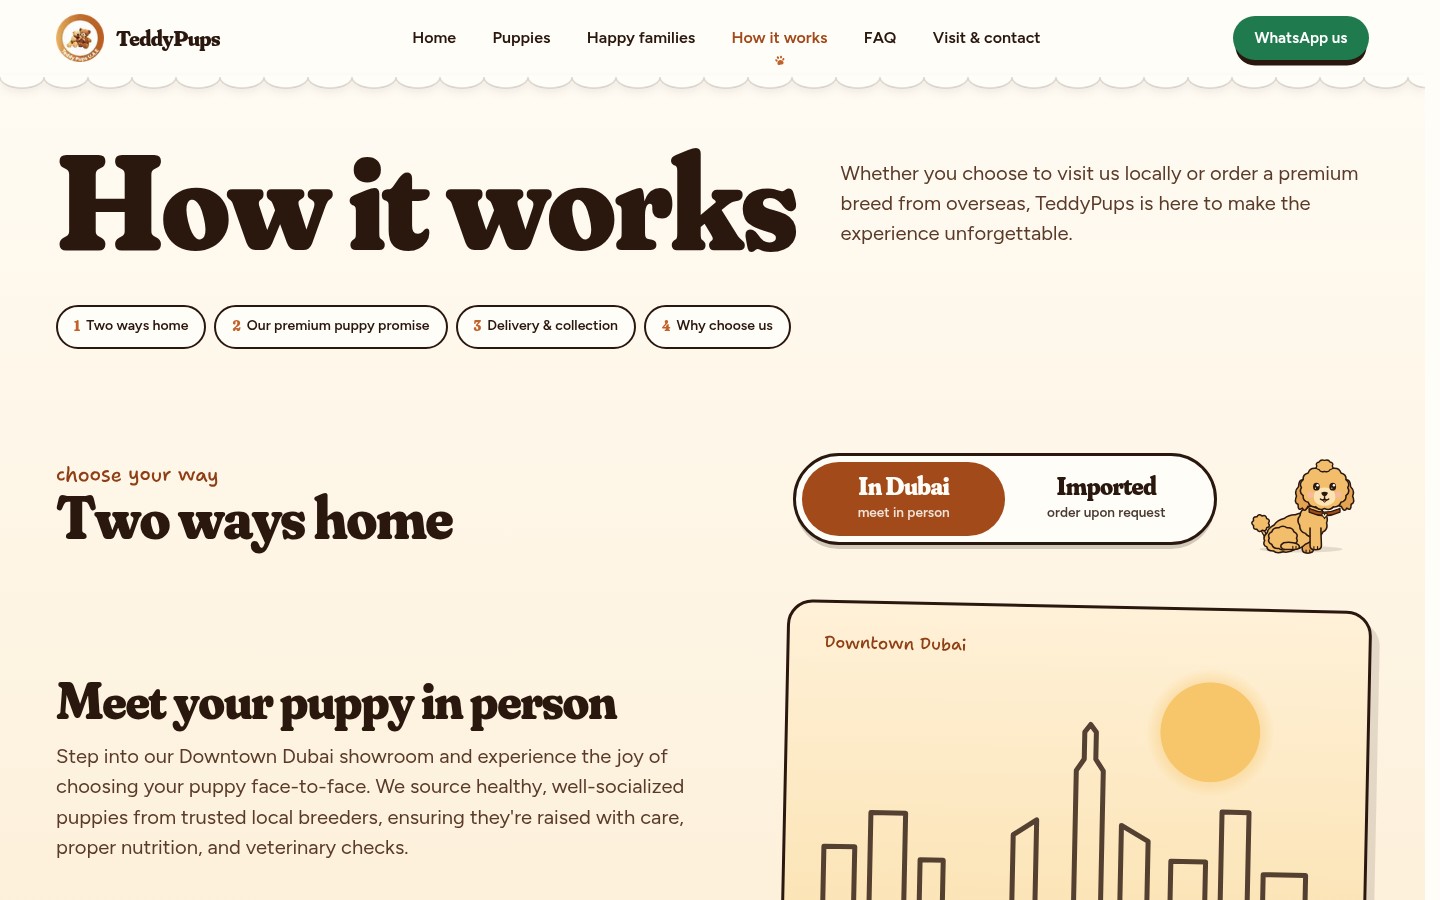 TeddyPups
Home
Puppies
Happy families
How it works
FAQ
Visit & contact
WhatsApp us
How it works
Whether you choose to visit us locally or order a premium
breed from overseas, TeddyPups is here to make the
experience unforgettable.
1 Two ways home
2 Our premium puppy promise
3 Delivery & collection
4 Why choose us
choose your way
Two ways home
In Dubai
meet in person
Imported
order upon request
Downtown Dubai
Meet your puppy in person
Step into our Downtown Dubai showroom and experience the joy of
choosing your puppy face-to-face. We source healthy, well-socialized
puppies from trusted local breeders, ensuring they're raised with care,
proper nutrition, and veterinary checks.